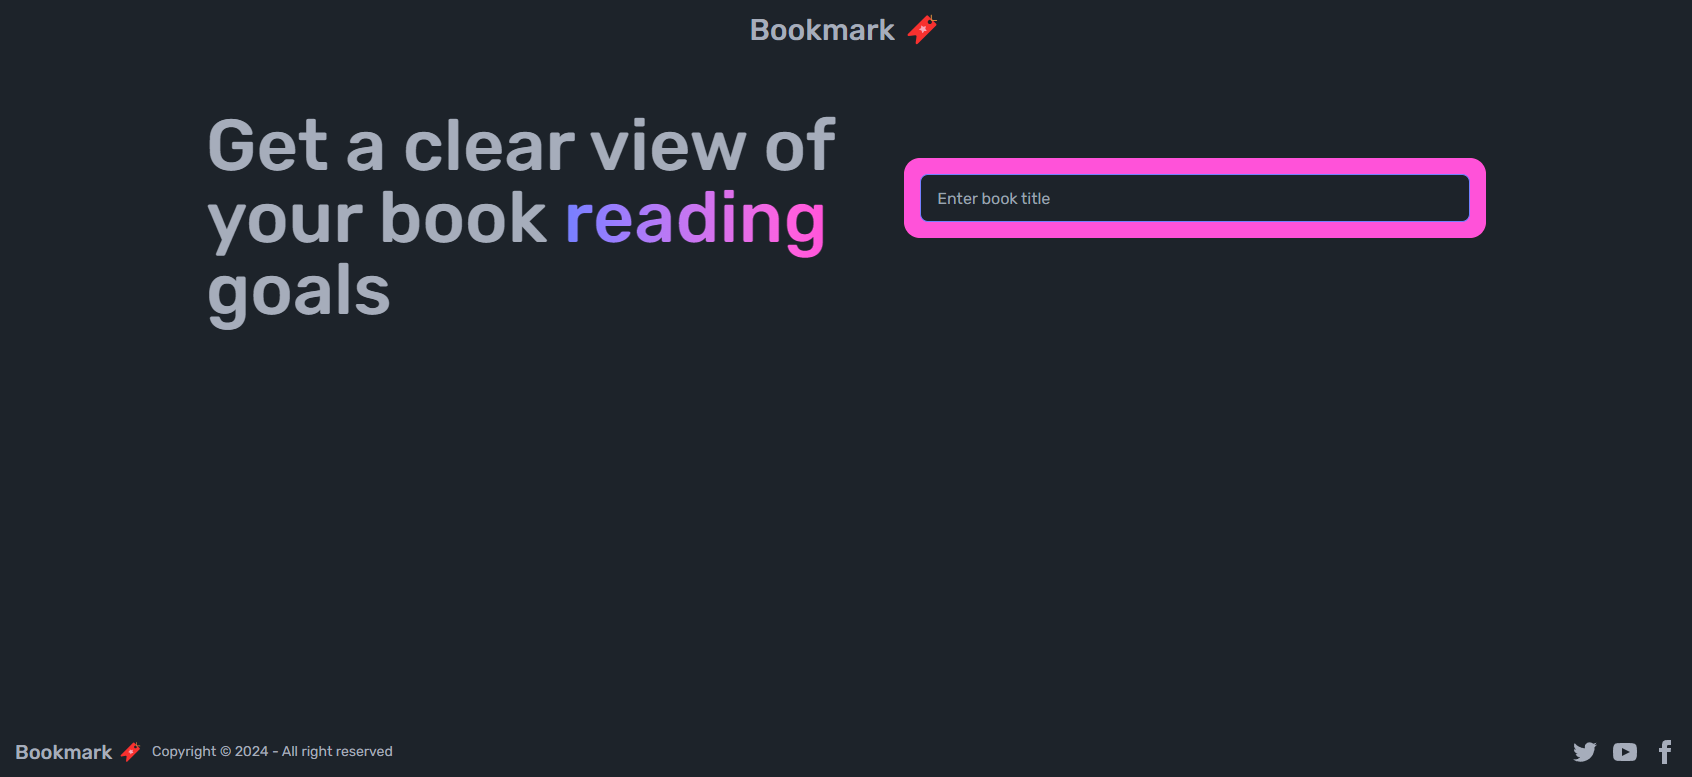 Bookmark
Get a clear view of
your book reading
goals
Enter book title
Bookmark Copyright © 2024 - All right reserved